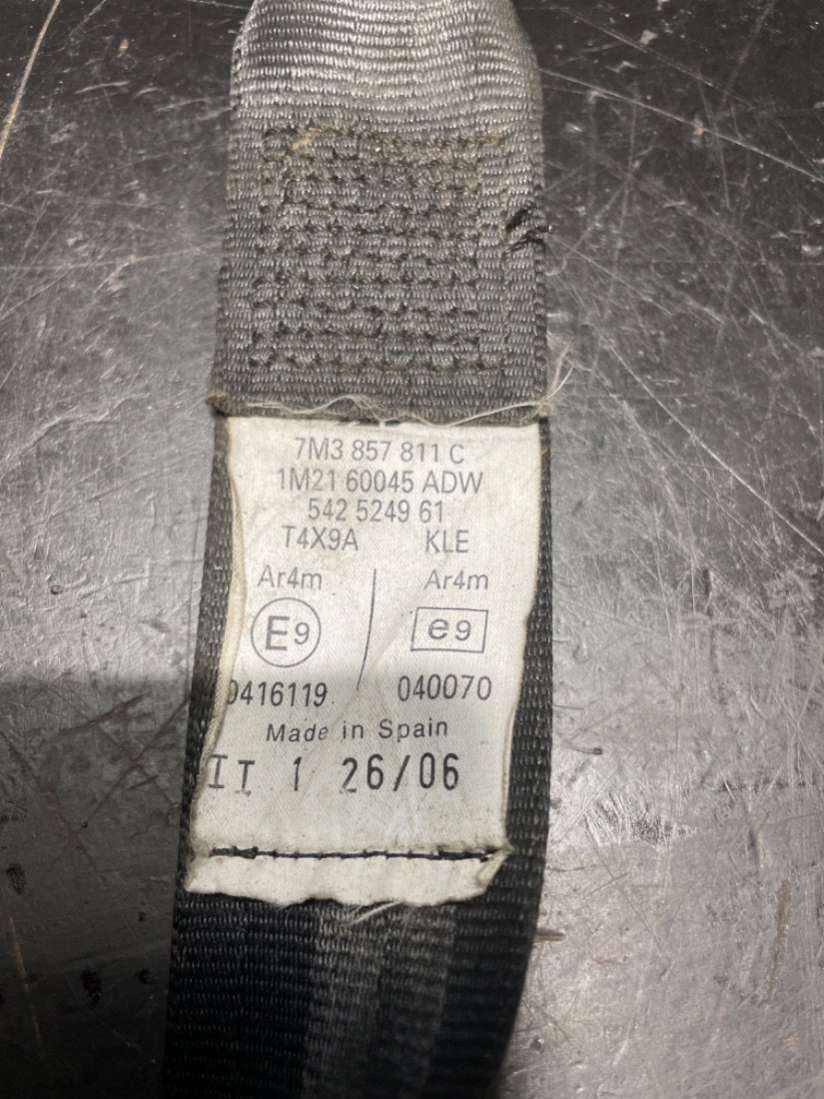 7M3 857 811 C
1M21 60045 ADW
542 5249 61
T4X9A KLE
Ar4m Ar4m
E9 e9
0416119 040070
Made in Spain
IT 1 26/06